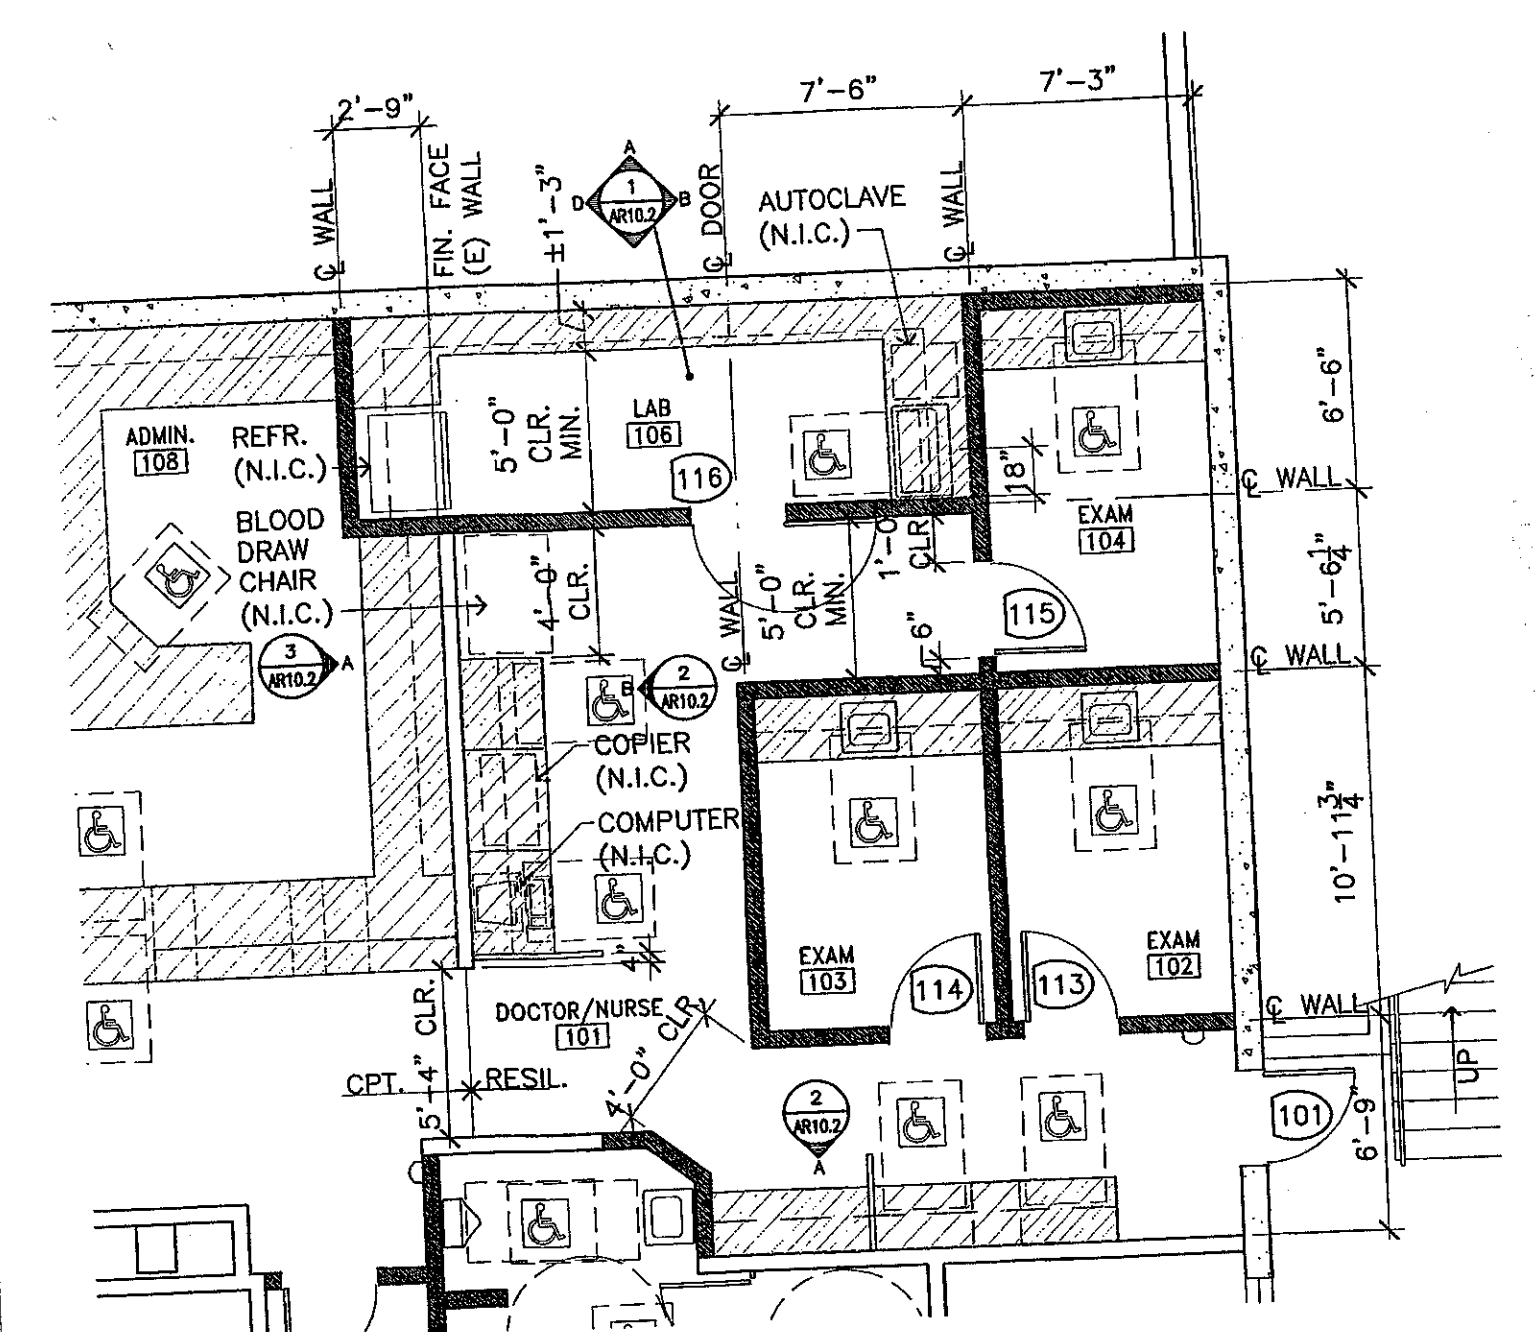 2'-9"
7'-6"
7'-3"
℄ WALL
FIN. FACE
(E) WALL
±1'-3"
A
D
1
AR10.2
B
℄ DOOR
AUTOCLAVE
(N.I.C.)
℄ WALL
ADMIN.
108
REFR.
(N.I.C.)
5'-0"
CLR.
MIN.
LAB
106
116
18"
6'-6"
℄ WALL
BLOOD
DRAW
CHAIR
(N.I.C.)
4'-0"
CLR.
℄ WALL
5'-0"
CLR.
MIN.
1'-0
CLR.
EXAM
104
5'-6¼"
6"
115
℄ WALL
3
AR10.2
A
B
2
AR10.2
COPIER
(N.I.C.)
COMPUTER
(N.I.C.)
10'-11¾"
EXAM
103
114
113
EXAM
102
4"
5'-4" CLR.
DOCTOR/NURSE
101
4'-0" CLR.
℄ WALL
CPT.
RESIL.
2
AR10.2
A
101
6'-9"
UP